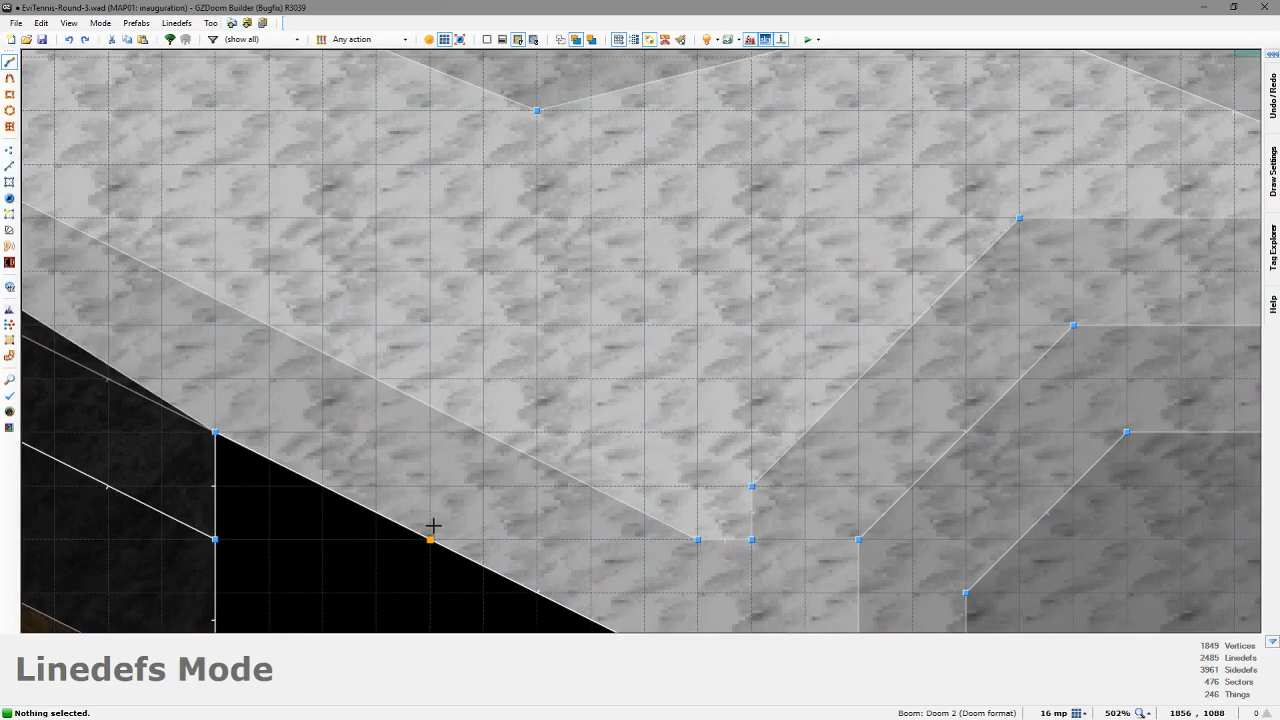 ● EviTennis-Round-3.wad (MAP01: inauguration) - GZDoom Builder (Bugfix) R3039
File Edit View Mode Prefabs Linedefs Too
(show all) Any action
Undo / Redo
Draw Settings
Tag Explorer
Help
Linedefs Mode
1849 Vertices
2485 Linedefs
3961 Sidedefs
476 Sectors
246 Things
Nothing selected. Boom: Doom 2 (Doom format) 16 mp 502% 1856 , 1088 0